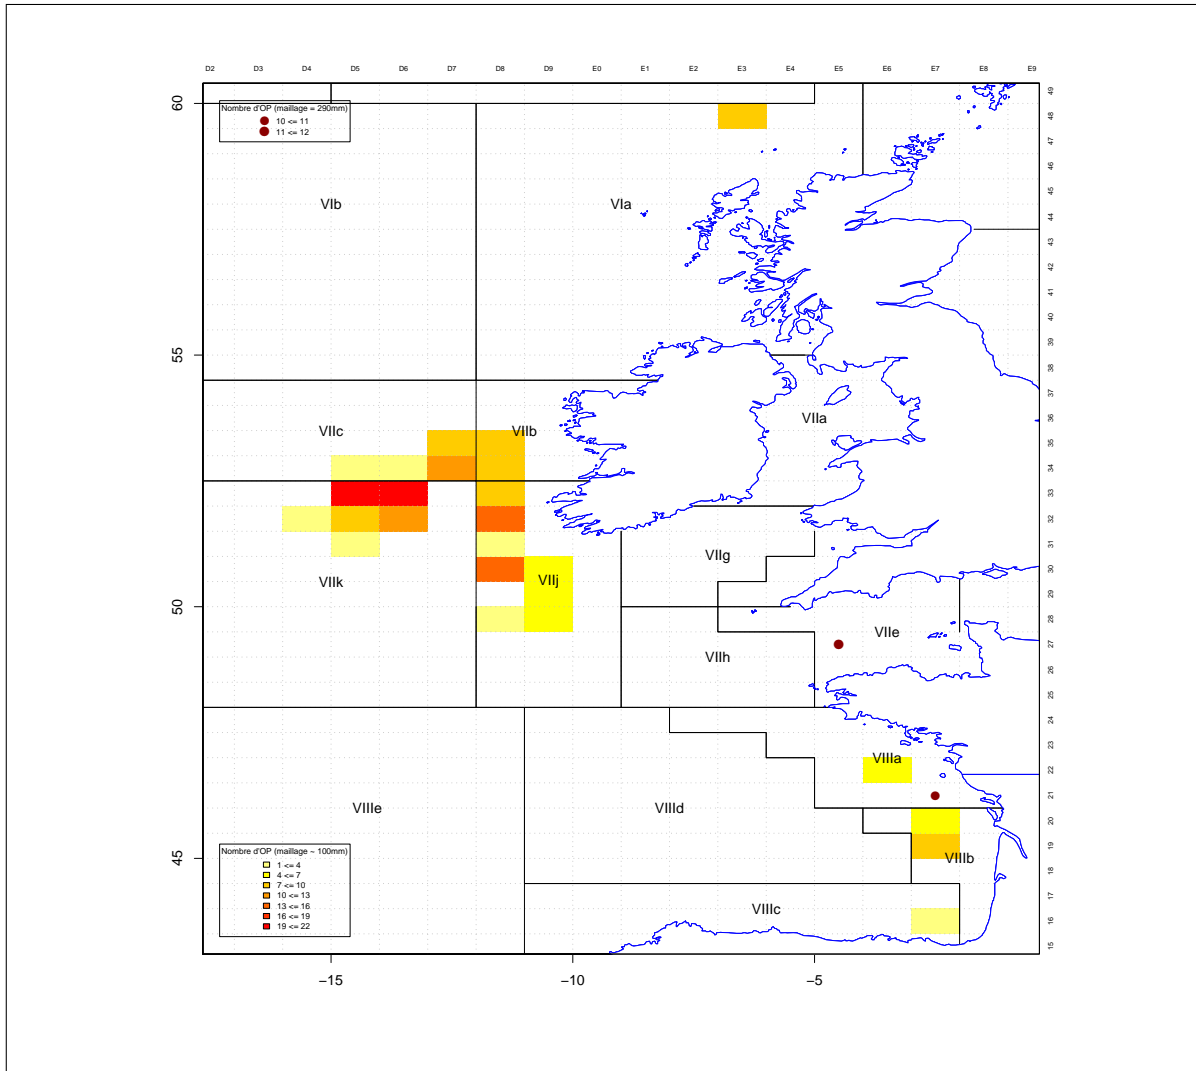 D2 D3 D4 D5 D6 D7 D8 D9 E0 E1 E2 E3 E4 E5 E6 E7 E8 E9
60
Nombre d'OP (maillage = 290mm)
10 <= 11
11 <= 12
49
48
47
46
45
44
43
42
41
40
39
38
37
36
35
34
33
32
31
30
29
28
27
26
25
24
23
22
21
20
19
18
17
16
15
VIb
VIa
55
VIIa
VIIc
VIIb
VIIg
VIIk
VIIj
50
VIIe
VIIh
VIIIa
VIIIe
VIIId
Nombre d'OP (maillage ~ 100mm)
1 <= 4
4 <= 7
7 <= 10
10 <= 13
13 <= 16
16 <= 19
19 <= 22
45
VIIIb
VIIIc
−15
−10
−5